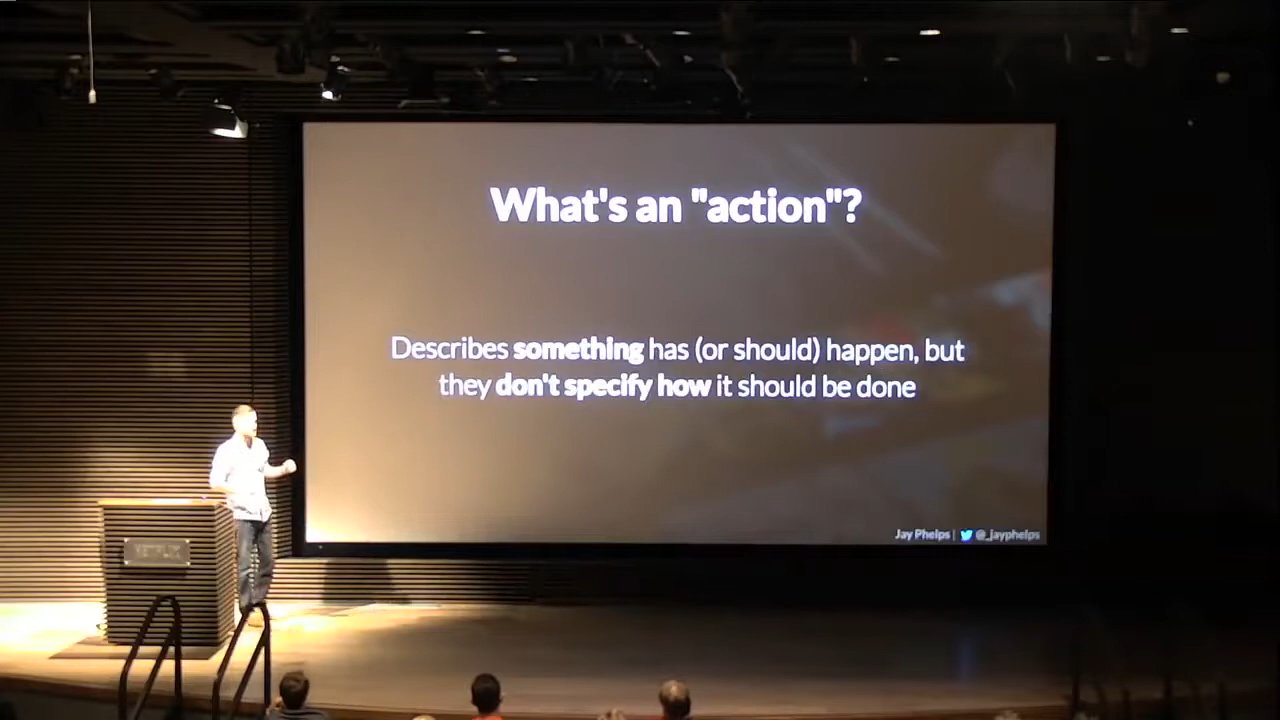 What's an "action"?
Describes something has (or should) happen, but
they don't specify how it should be done
Jay Phelps | @_jayphelps
NETFLIX